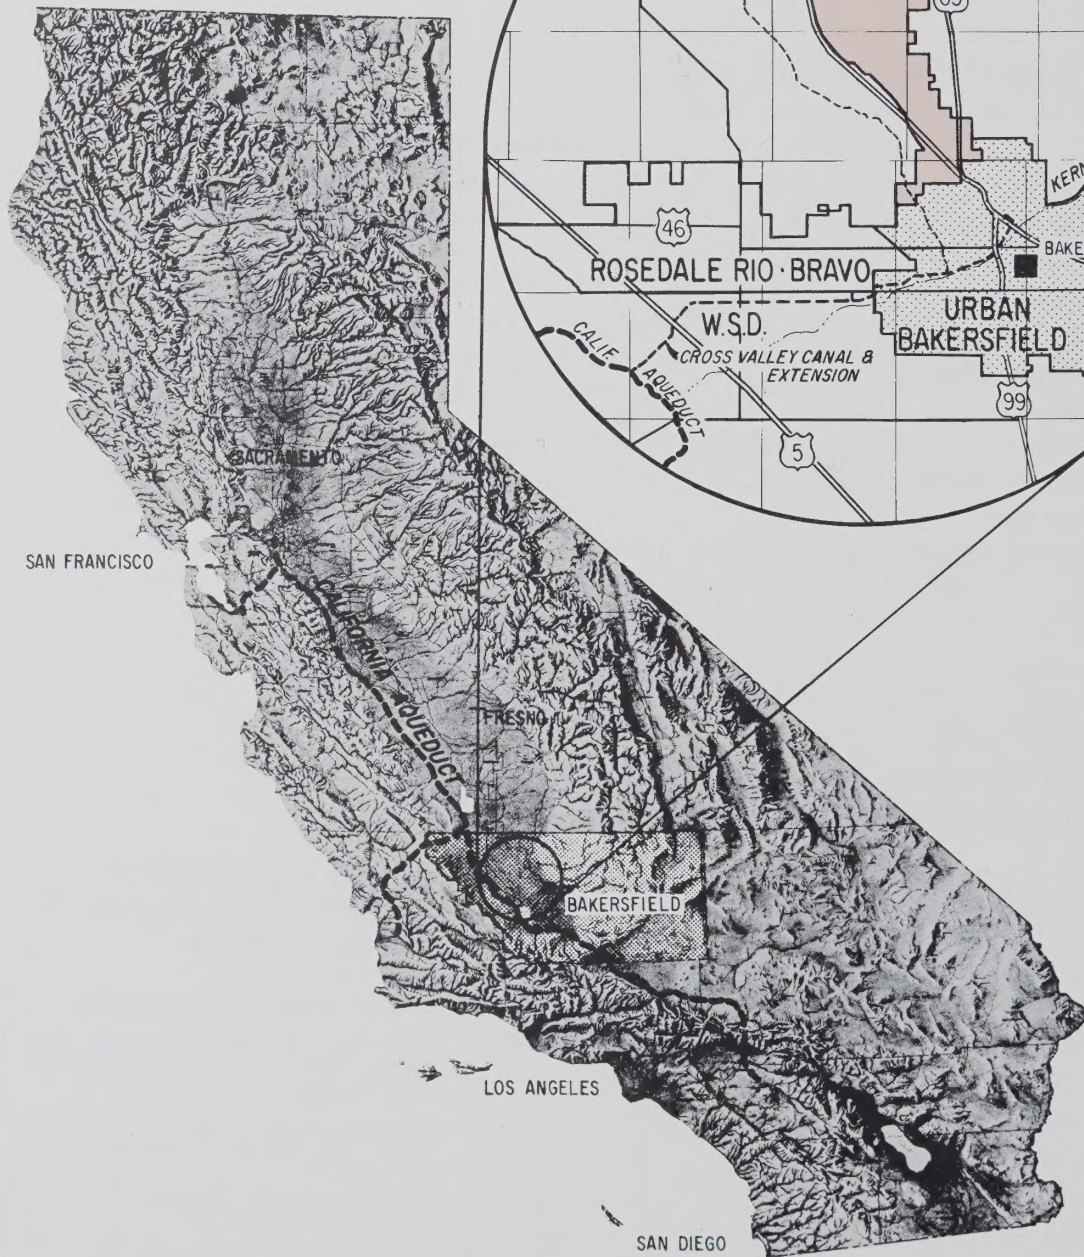 65
KERN
46
BAKE
ROSEDALE RIO·BRAVO
URBAN
BAKERSFIELD
W.S.D.
CALIF. AQUEDUCT
CROSS VALLEY CANAL &
EXTENSION
99
5
SACRAMENTO
SAN FRANCISCO
CALIFORNIA AQUEDUCT
FRESNO
BAKERSFIELD
LOS ANGELES
SAN DIEGO